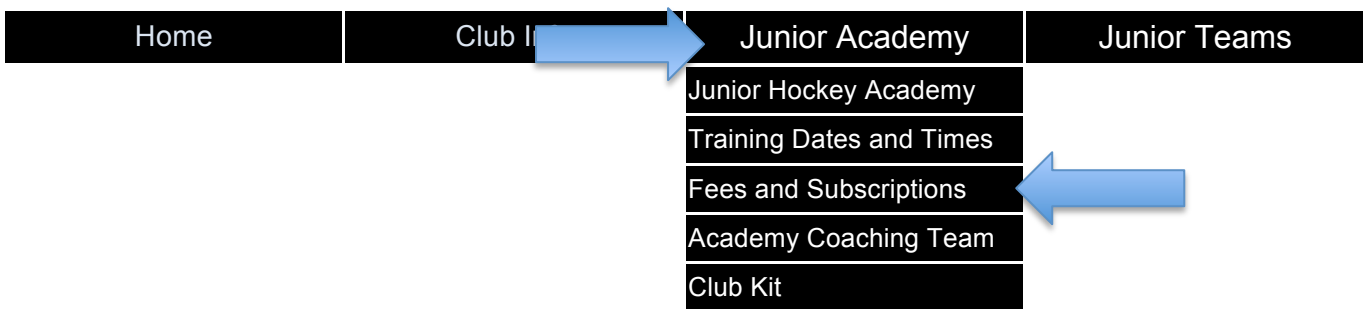 Home
Club
Junior Academy
Junior Teams
Junior Hockey Academy
Training Dates and Times
Fees and Subscriptions
Academy Coaching Team
Club Kit